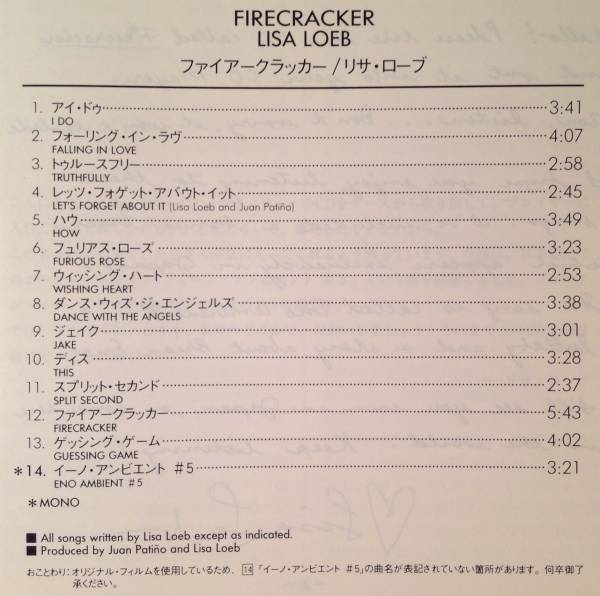 FIRECRACKER
LISA LOEB
ファイアークラッカー/リサ・ローブ
1. アイ・ドゥ 3:41
I DO
2. フォーリング・イン・ラヴ 4:07
FALLING IN LOVE
3. トゥルースフリー 2:58
TRUTHFULLY
4. レッツ・フォゲット・アバウト・イット 2:45
LET'S FORGET ABOUT IT (Lisa Loeb and Juan Patiño)
5. ハウ 3:49
HOW
6. フュリアス・ローズ 3:23
FURIOUS ROSE
7. ウィッシング・ハート 2:53
WISHING HEART
8. ダンス・ウィズ・ジ・エンジェルズ 3:38
DANCE WITH THE ANGELS
9. ジェイク 3:01
JAKE
10. ディス 3:28
THIS
11. スプリット・セカンド 2:37
SPLIT SECOND
12. ファイアークラッカー 5:43
FIRECRACKER
13. ゲッシング・ゲーム 4:02
GUESSING GAME
*14. イーノ・アンビエント #5 3:21
ENO AMBIENT #5
*MONO
■ All songs written by Lisa Loeb except as indicated.
■ Produced by Juan Patiño and Lisa Loeb
おことわり:オリジナル・フィルムを使用しているため、14「イーノ・アンビエント #5」の曲名が表記されていない箇所があります。何卒御了
承ください。